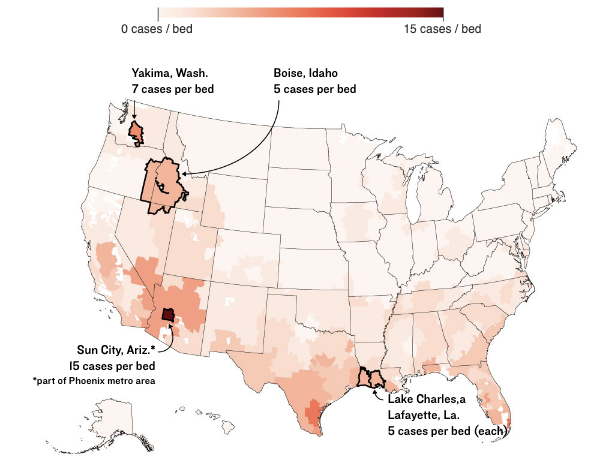 0 cases / bed
15 cases / bed
Yakima, Wash.
7 cases per bed
Boise, Idaho
5 cases per bed
Sun City, Ariz.*
15 cases per bed
*part of Phoenix metro area
Lake Charles,a
Lafayette, La.
5 cases per bed (each)